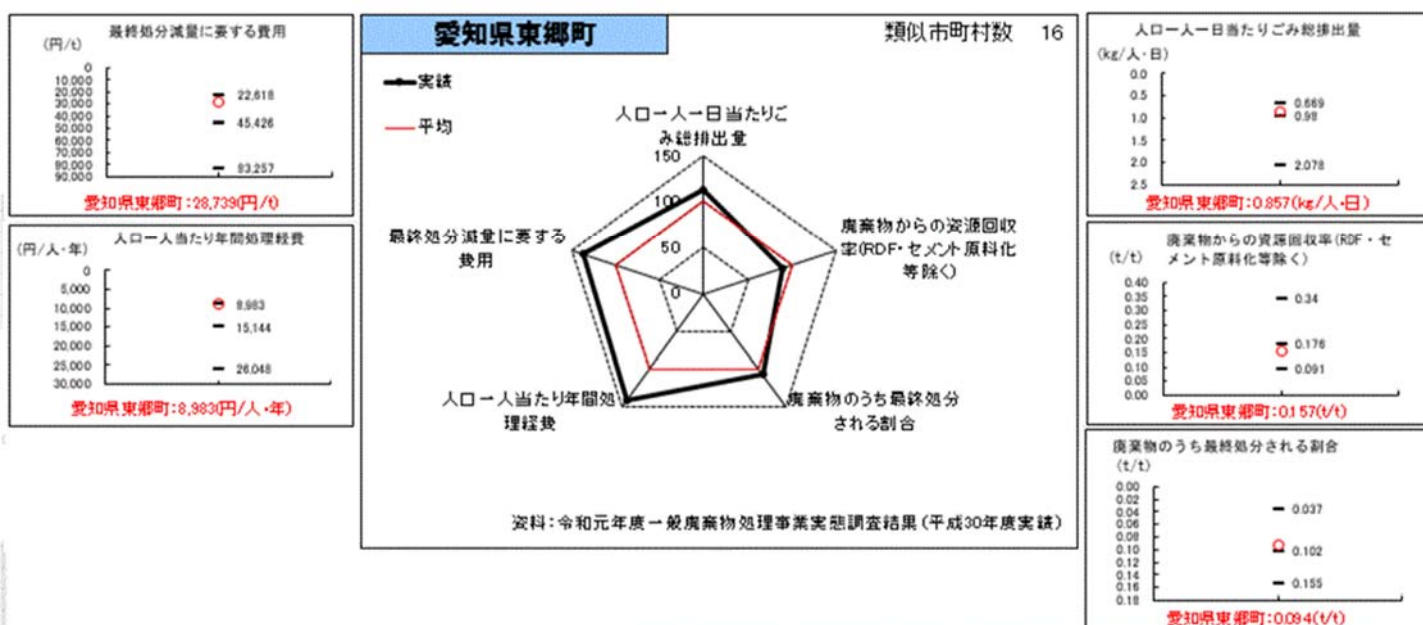 最終処分減量に要する費用
(円/t)
0
10,000
20,000
30,000
40,000
50,000
60,000
70,000
80,000
90,000
22,618
45,426
83,257
愛知県東郷町:28,739(円/t)
人口一人当たり年間処理経費
(円/人・年)
0
5,000
10,000
15,000
20,000
25,000
30,000
8,983
15,144
26,048
愛知県東郷町:8,983(円/人・年)
愛知県東郷町
類似市町村数 16
実績
平均
人口一人一日当たりご
み総排出量
150
100
50
0
廃棄物からの資源回収
率(RDF・セメント原料化
等除く)
廃棄物のうち最終処分
される割合
人口一人当たり年間処
理経費
最終処分減量に要する
費用
資料:令和元年度一般廃棄物処理事業実態調査結果(平成30年度実績)
人口一人一日当たりごみ総排出量
(kg/人・日)
0.0
0.5
1.0
1.5
2.0
2.5
0.669
0.98
2.078
愛知県東郷町:0.857(kg/人・日)
廃棄物からの資源回収率(RDF・セ
メント原料化等除く)
(t/t)
0.40
0.35
0.30
0.25
0.20
0.15
0.10
0.05
0.00
0.34
0.176
0.091
愛知県東郷町:0.157(t/t)
廃棄物のうち最終処分される割合
(t/t)
0.00
0.02
0.04
0.06
0.08
0.10
0.12
0.14
0.16
0.18
0.037
0.102
0.155
愛知県東郷町:0.094(t/t)